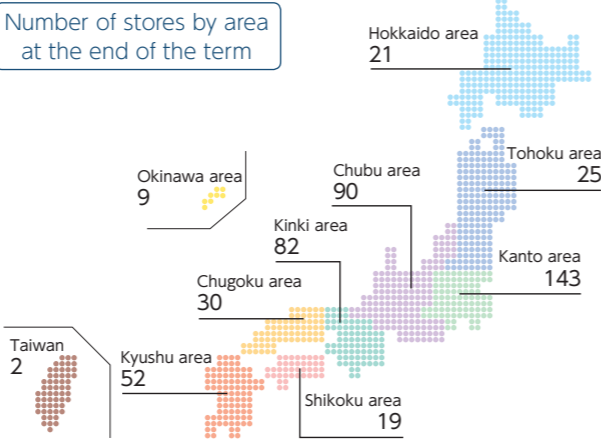 Number of stores by area
at the end of the term
Hokkaido area
21
Tohoku area
25
Okinawa area
9
Chubu area
90
Kinki area
82
Kanto area
143
Chugoku area
30
Taiwan
2
Kyushu area
52
Shikoku area
19